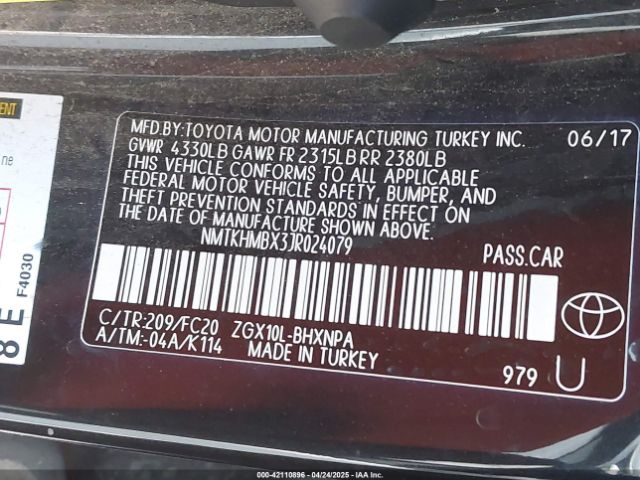 MFD.BY:TOYOTA MOTOR MANUFACTURING TURKEY INC. 06/17
GVWR 4330LB GAWR FR 2315LB RR 2380LB
THIS VEHICLE CONFORMS TO ALL APPLICABLE
FEDERAL MOTOR VEHICLE SAFETY, BUMPER, AND
THEFT PREVENTION STANDARDS IN EFFECT ON
THE DATE OF MANUFACTURE SHOWN ABOVE.
NMTKHMBX3JR024079 PASS.CAR
C/TR:209/FC20 ZGX10L-BHXNPA
A/TM:-04A/K114 MADE IN TURKEY
979 U
F4030
8 E
000-42110896 - 04/24/2025 - IAAI.COM